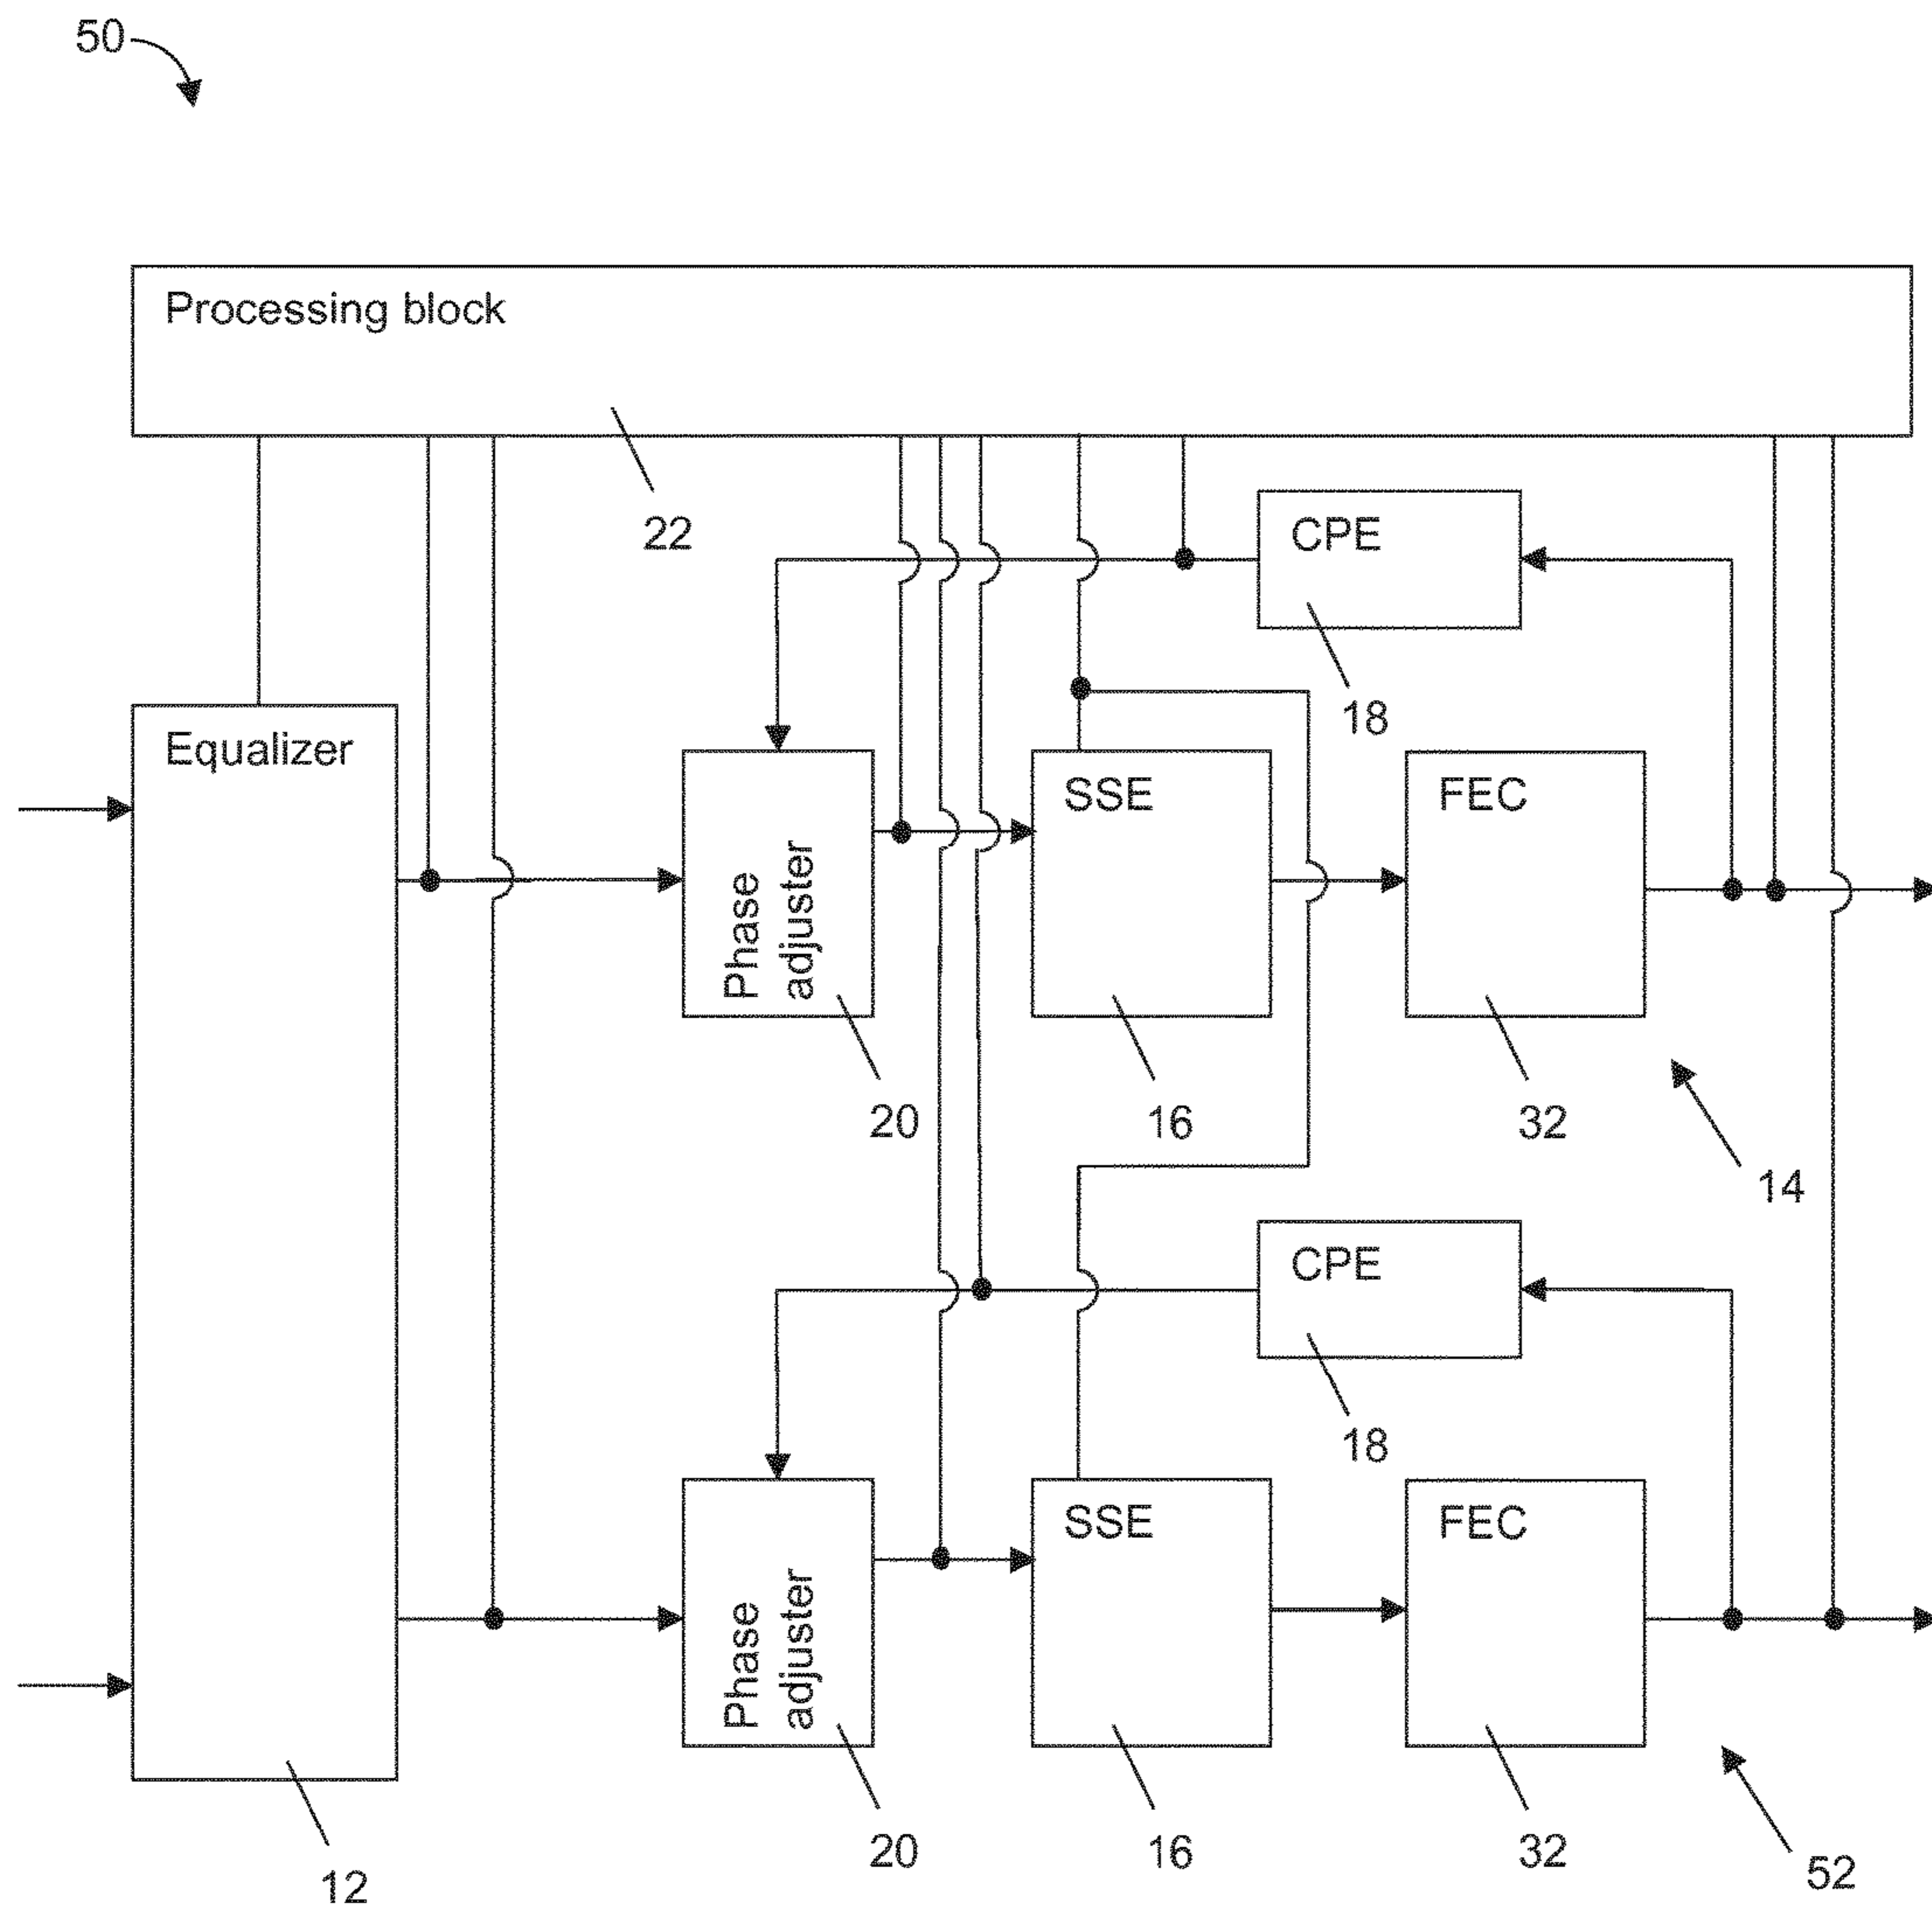 50
Processing block
22
CPE
18
Equalizer
Phase
adjuster
20
SSE
16
FEC
32
14
CPE
18
Phase
adjuster
20
SSE
16
FEC
32
52
12